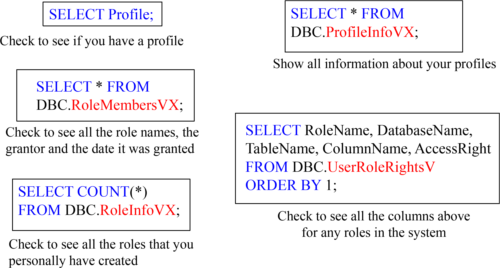 SELECT Profile;
Check to see if you have a profile
SELECT * FROM
DBC.RoleMembersVX;
Check to see all the role names, the
grantor and the date it was granted
SELECT COUNT(*)
FROM DBC.RoleInfoVX;
Check to see all the roles that you
personally have created
SELECT * FROM
DBC.ProfileInfoVX;
Show all information about your profiles
SELECT RoleName, DatabaseName,
TableName, ColumnName, AccessRight
FROM DBC.UserRoleRightsV
ORDER BY 1;
Check to see all the columns above
for any roles in the system